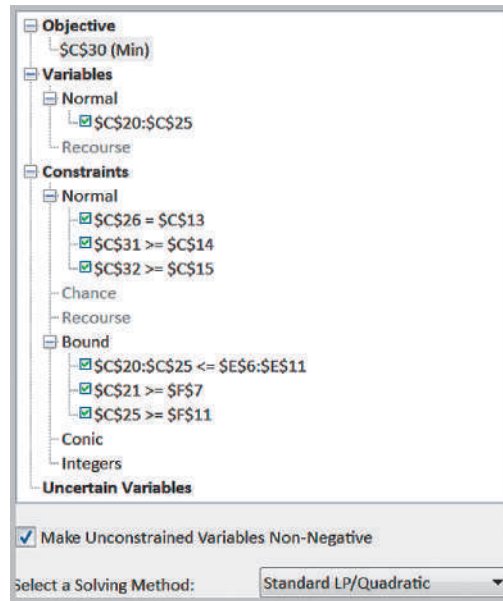 Objective
$C$30 (Min)
Variables
Normal
$C$20:$C$25
Recourse
Constraints
Normal
$C$26 = $C$13
$C$31 >= $C$14
$C$32 >= $C$15
Chance
Recourse
Bound
$C$20:$C$25 <= $E$6:$E$11
$C$21 >= $F$7
$C$25 >= $F$11
Conic
Integers
Uncertain Variables
Make Unconstrained Variables Non-Negative
Select a Solving Method: Standard LP/Quadratic